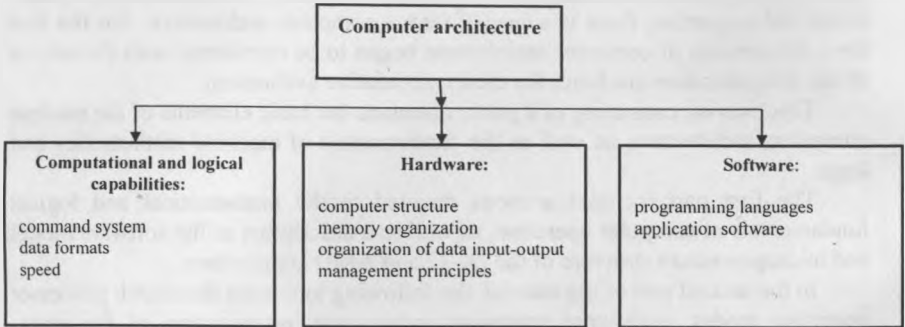 Computer architecture
Computational and logical
capabilities:
command system
data formats
speed
Hardware:
computer structure
memory organization
organization of data input-output
management principles
Software:
programming languages
application software